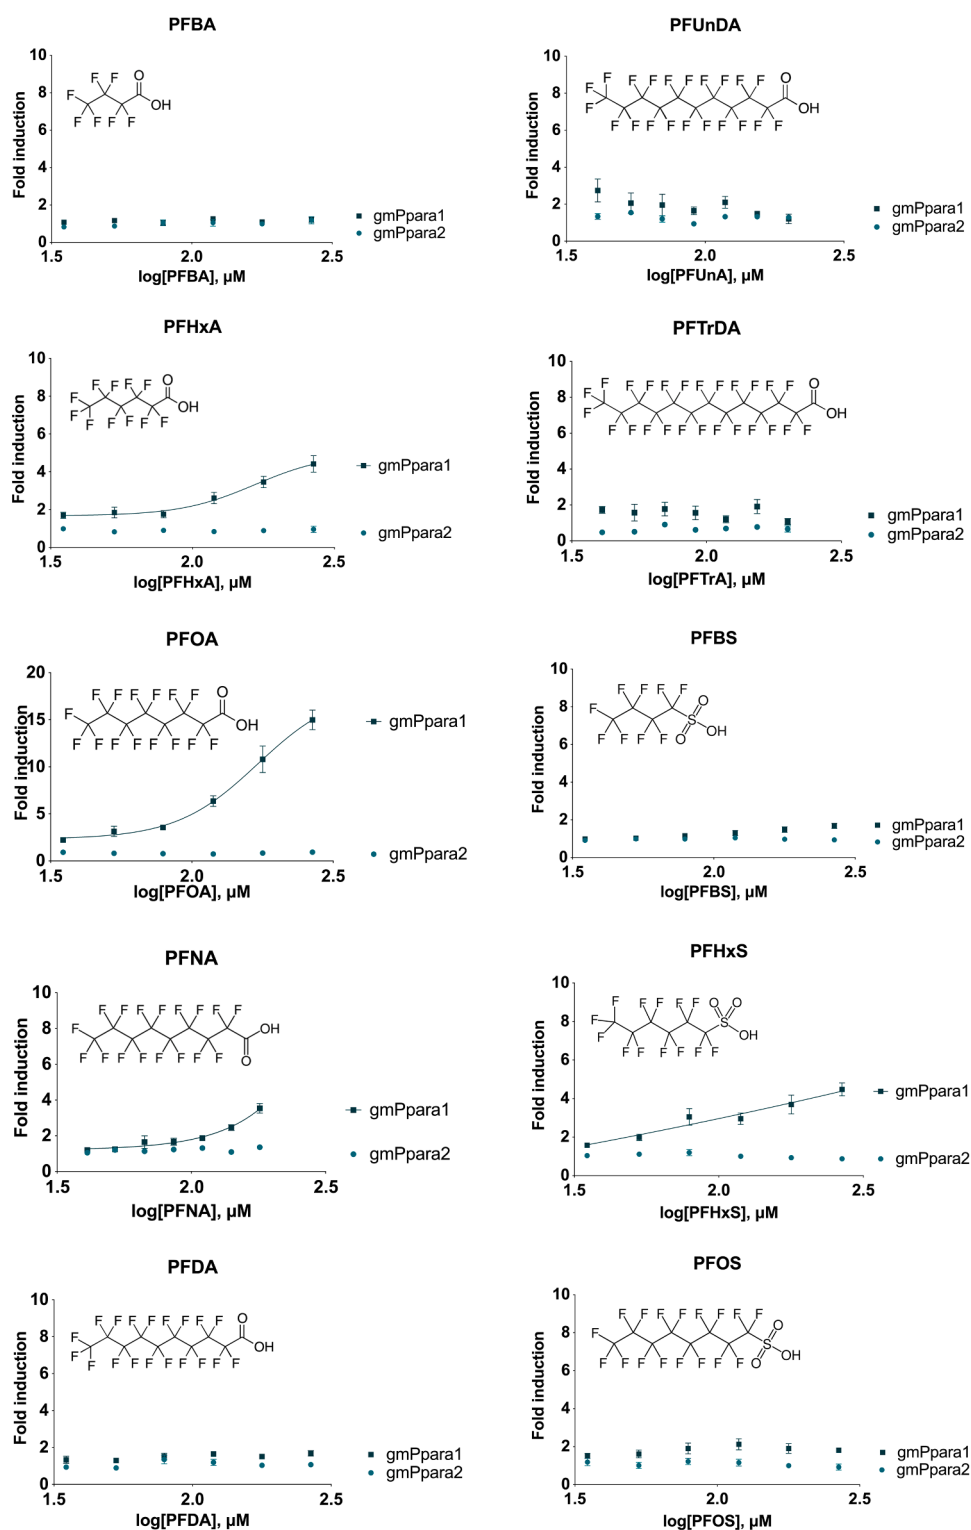 PFBA
Fold induction
10
8
6
4
2
0
O
F F
F
OH
F F F F
gmPpara1
gmPpara2
1.5 2.0 2.5
log[PFBA], µM
PFHxA
Fold induction
10
8
6
4
2
0
O
F F F F
F
OH
F
F F F F F
gmPpara1
gmPpara2
1.5 2.0 2.5
log[PFHxA], µM
PFOA
Fold induction
20
15
10
5
0
O
F F F F F F
F
OH
F F F F F F F F
gmPpara1
gmPpara2
1.5 2.0 2.5
log[PFOA], µM
PFNA
Fold induction
10
8
6
4
2
0
F F F F F F F F
F
OH
F F F F F F F F
O
gmPpara1
gmPpara2
1.5 2.0 2.5
log[PFNA], µM
PFDA
Fold induction
10
8
6
4
2
0
O
F F F F F F F F
F
OH
F
F F F F F F F F F
gmPpara1
gmPpara2
1.5 2.0 2.5
log[PFDA], µM
PFUnDA
Fold induction
10
8
6
4
2
0
O
F F F F F F F F F
F
F
OH
F F F F F F F F F F
gmPpara1
gmPpara2
1.5 2.0 2.5
log[PFUnA], µM
PFTrDA
Fold induction
10
8
6
4
2
0
O
F F F F F F F F F F F
F
F
OH
F F F F F F F F F F F F
gmPpara1
gmPpara2
1.5 2.0 2.5
log[PFTrA], µM
PFBS
Fold induction
10
8
6
4
2
0
F F F F
O
F
S
OH
F F F F
O
gmPpara1
gmPpara2
1.5 2.0 2.5
log[PFBS], µM
PFHxS
Fold induction
10
8
6
4
2
0
F F F F F
O O
F
S
OH
F
F F F F F F
gmPpara1
gmPpara2
1.5 2.0 2.5
log[PFHxS], µM
PFOS
Fold induction
10
8
6
4
2
0
F F F F F F F F
O
F
S
OH
F F F F F F F F
O
gmPpara1
gmPpara2
1.5 2.0 2.5
log[PFOS], µM